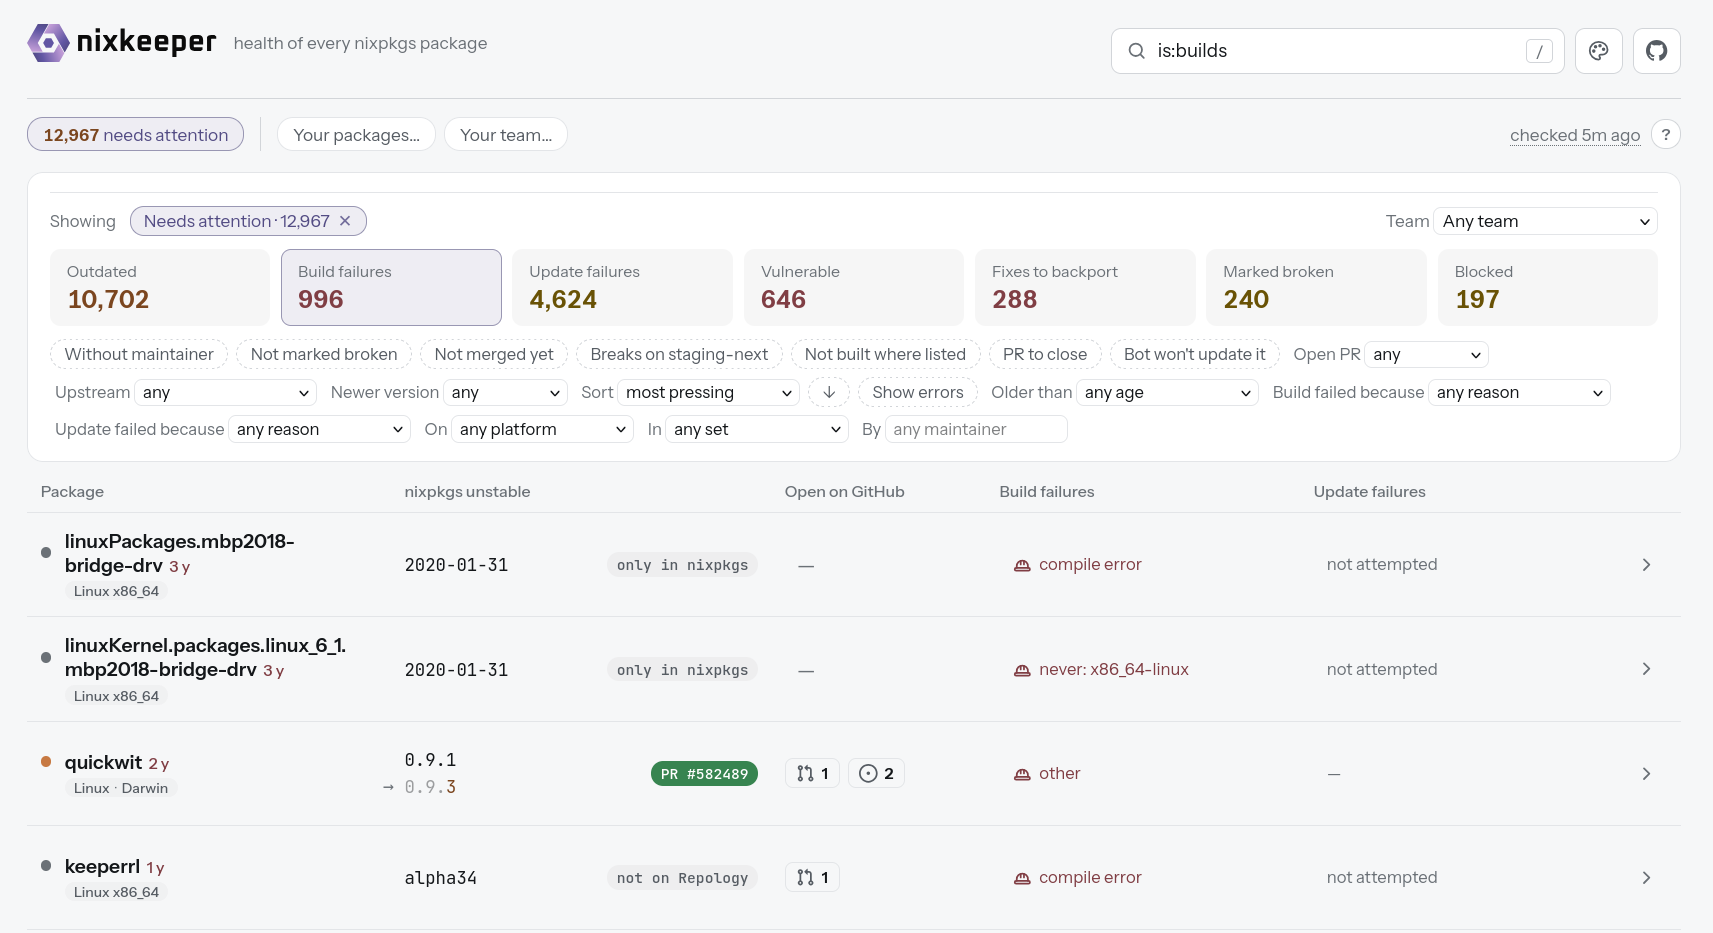 nixkeeper health of every nixpkgs package
is:builds /
12,967 needs attention Your packages... Your team... checked 5m ago ?
Showing Needs attention · 12,967 × Team Any team
Outdated Build failures Update failures Vulnerable Fixes to backport Marked broken Blocked
10,702 996 4,624 646 288 240 197
Without maintainer Not marked broken Not merged yet Breaks on staging-next Not built where listed PR to close Bot won't update it Open PR any
Upstream any Newer version any Sort most pressing ↓ Show errors Older than any age Build failed because any reason
Update failed because any reason On any platform In any set By any maintainer
Package nixpkgs unstable Open on GitHub Build failures Update failures
linuxPackages.mbp2018-
bridge-drv 3 y
Linux x86_64
2020-01-31 only in nixpkgs — compile error not attempted
linuxKernel.packages.linux_6_1.
mbp2018-bridge-drv 3 y
Linux x86_64
2020-01-31 only in nixpkgs — never: x86_64-linux not attempted
quickwit 2 y
Linux · Darwin
0.9.1
→ 0.9.3
PR #582489 1 2 other —
keeperrl 1 y
Linux x86_64
alpha34 not on Repology 1 compile error not attempted